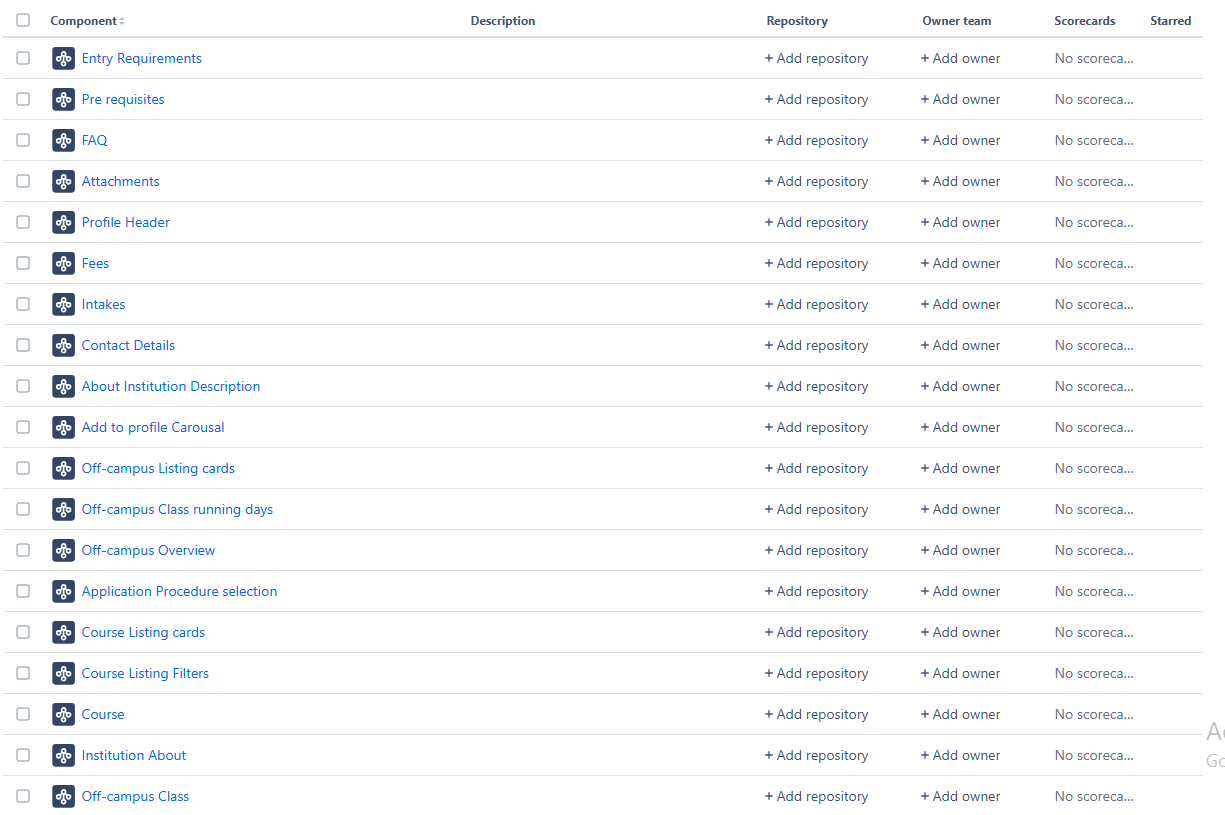 Component Description Repository Owner team Scorecards Starred
Entry Requirements + Add repository + Add owner No scoreca...
Pre requisites + Add repository + Add owner No scoreca...
FAQ + Add repository + Add owner No scoreca...
Attachments + Add repository + Add owner No scoreca...
Profile Header + Add repository + Add owner No scoreca...
Fees + Add repository + Add owner No scoreca...
Intakes + Add repository + Add owner No scoreca...
Contact Details + Add repository + Add owner No scoreca...
About Institution Description + Add repository + Add owner No scoreca...
Add to profile Carousal + Add repository + Add owner No scoreca...
Off-campus Listing cards + Add repository + Add owner No scoreca...
Off-campus Class running days + Add repository + Add owner No scoreca...
Off-campus Overview + Add repository + Add owner No scoreca...
Application Procedure selection + Add repository + Add owner No scoreca...
Course Listing cards + Add repository + Add owner No scoreca...
Course Listing Filters + Add repository + Add owner No scoreca...
Course + Add repository + Add owner No scoreca...
Institution About + Add repository + Add owner No scoreca...
Off-campus Class + Add repository + Add owner No scoreca...